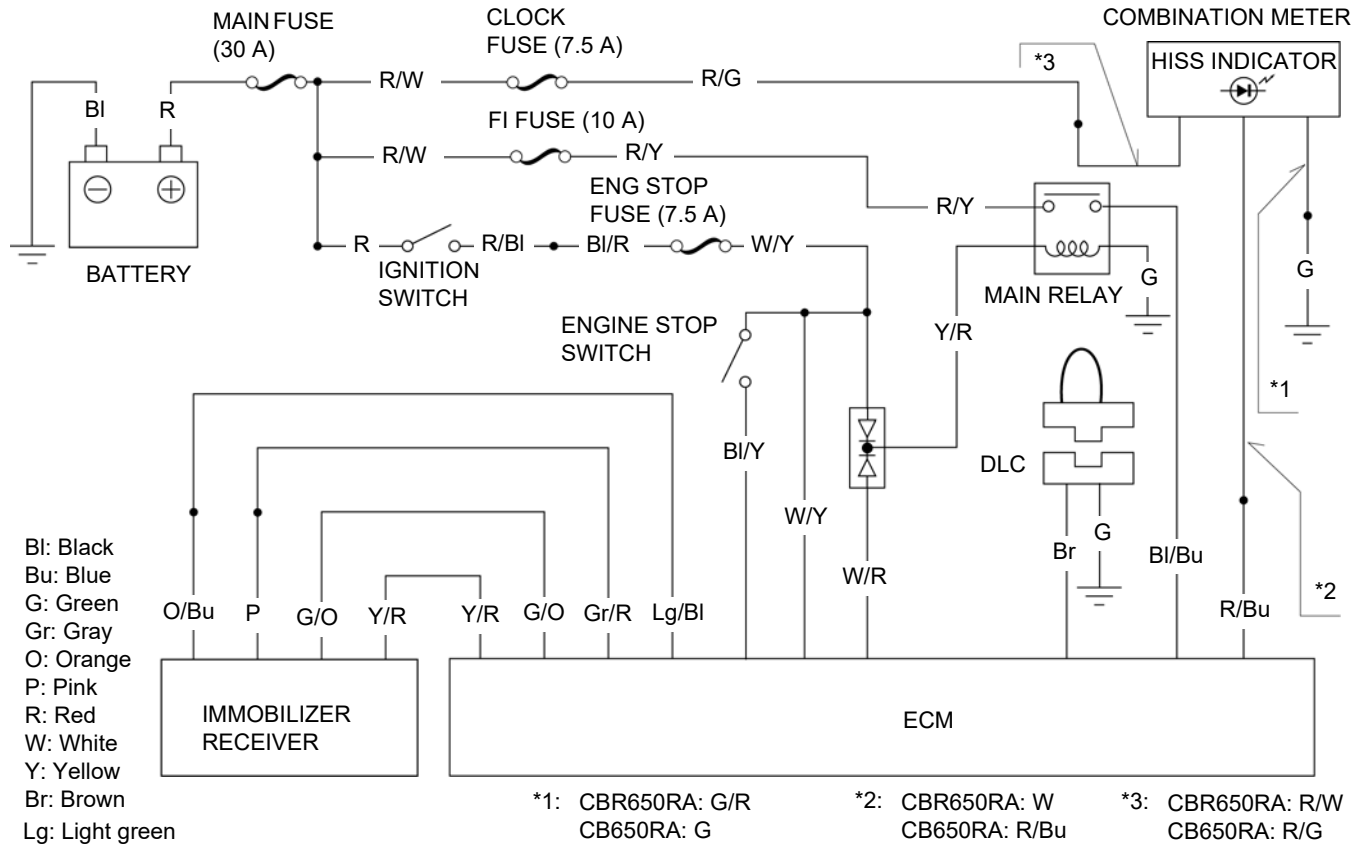 MAIN FUSE
(30 A)
CLOCK
FUSE (7.5 A)
COMBINATION METER
HISS INDICATOR
*3
R/W
R/G
Bl
R
FI FUSE (10 A)
R/W
R/Y
ENG STOP
FUSE (7.5 A)
R/Y
R
R/Bl
Bl/R
W/Y
IGNITION
SWITCH
BATTERY
G
MAIN RELAY
G
ENGINE STOP
SWITCH
Y/R
*1
Bl/Y
DLC
W/Y
G
Br
Bl/Bu
W/R
R/Bu
*2
Bl: Black
Bu: Blue
G: Green
Gr: Gray
O: Orange
P: Pink
R: Red
W: White
Y: Yellow
Br: Brown
Lg: Light green
O/Bu
P
G/O
Y/R
Y/R
G/O
Gr/R
Lg/Bl
IMMOBILIZER
RECEIVER
ECM
*1: CBR650RA: G/R
CB650RA: G
*2: CBR650RA: W
CB650RA: R/Bu
*3: CBR650RA: R/W
CB650RA: R/G